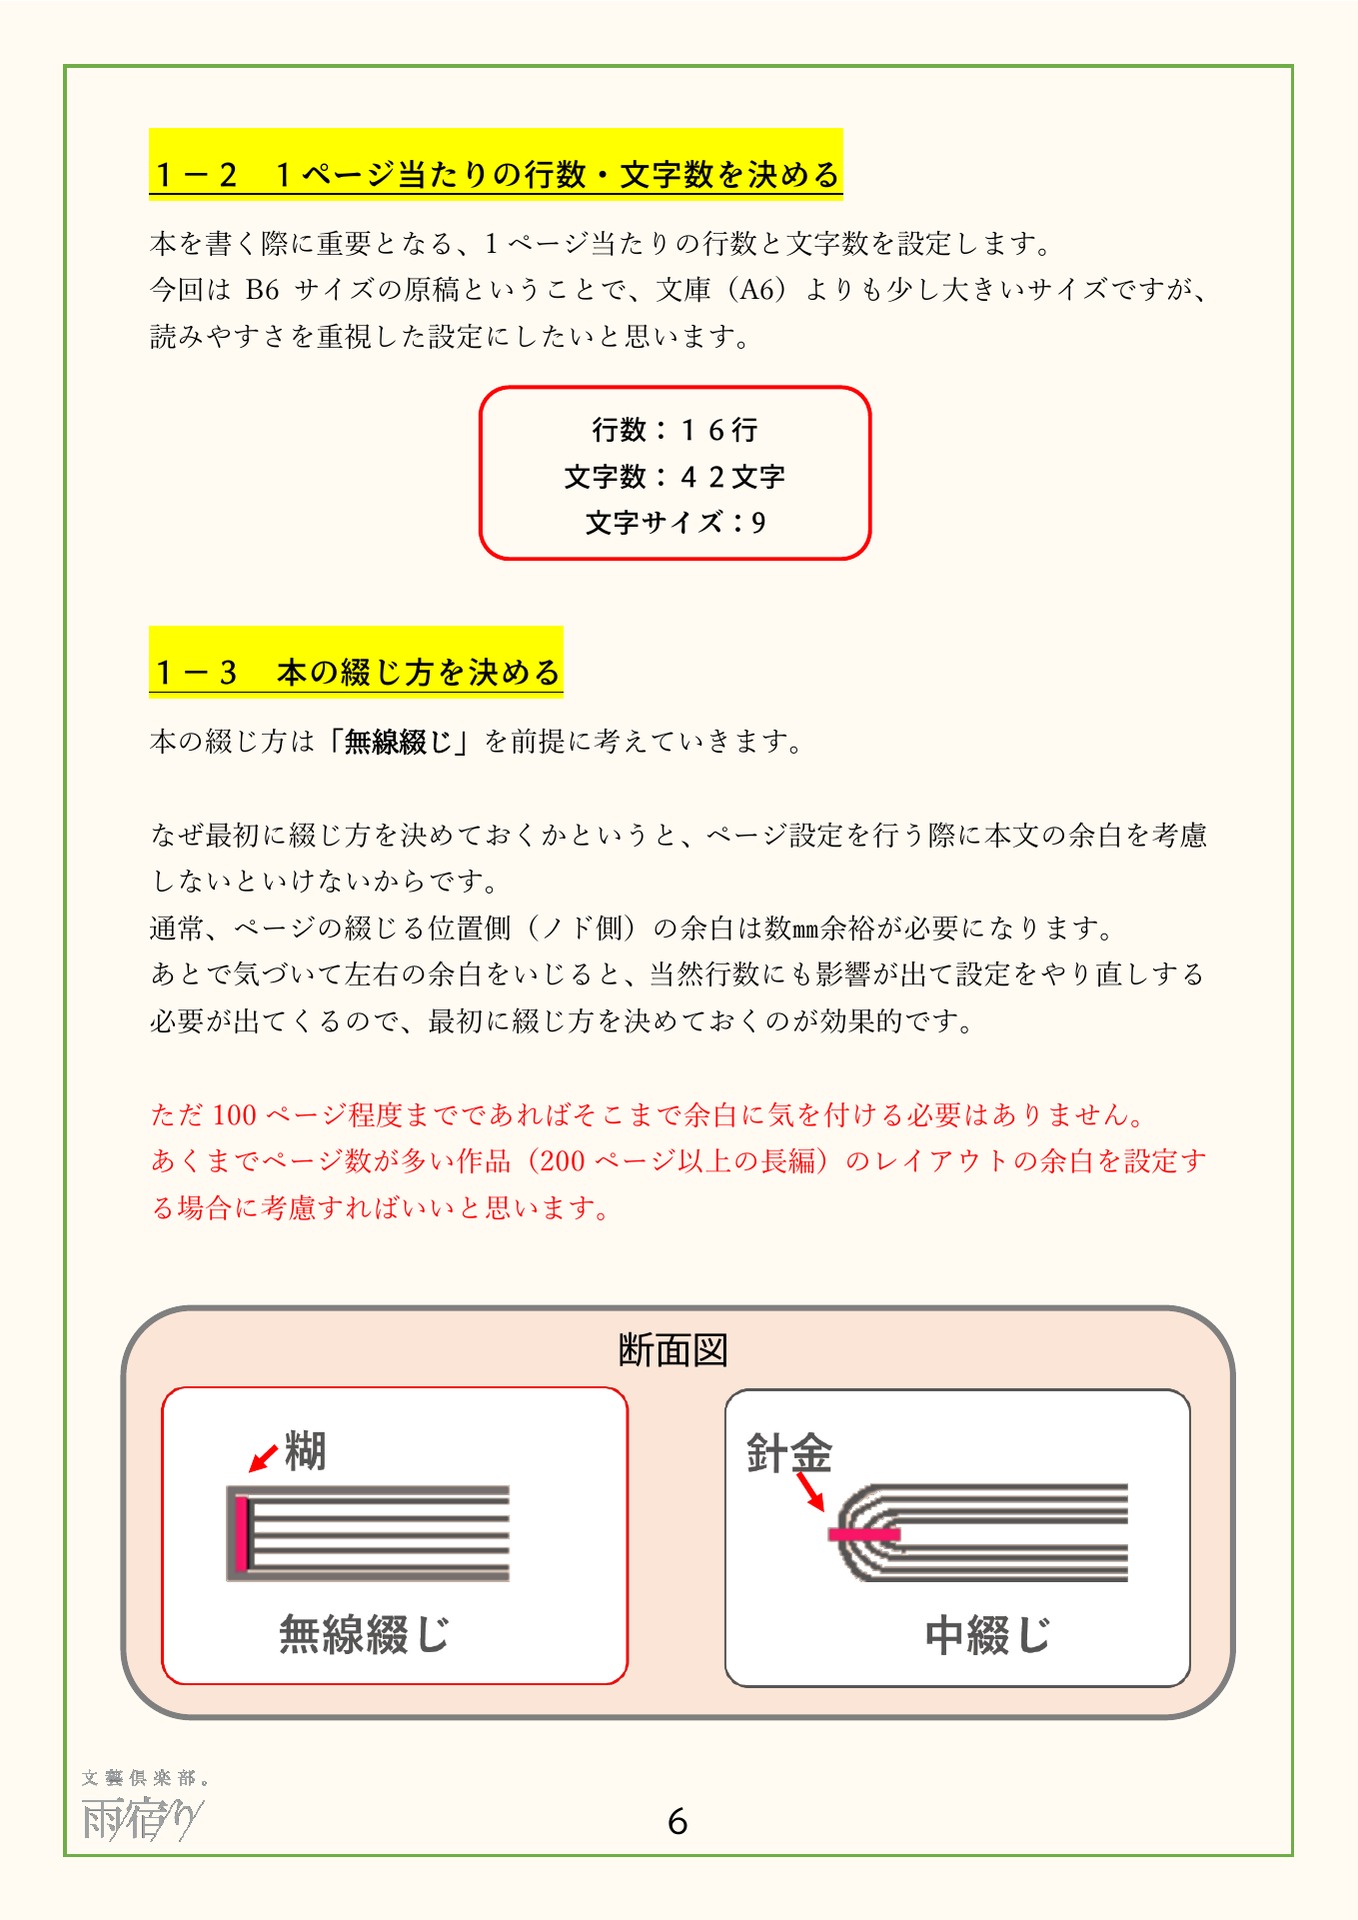 １－２　１ページ当たりの行数・文字数を決める
本を書く際に重要となる、1 ページ当たりの行数と文字数を設定します。
今回は B6 サイズの原稿ということで、文庫（A6）よりも少し大きいサイズですが、
読みやすさを重視した設定にしたいと思います。
行数：１６行
文字数：４２文字
文字サイズ：9
１－３　本の綴じ方を決める
本の綴じ方は「無線綴じ」を前提に考えていきます。
なぜ最初に綴じ方を決めておくかというと、ページ設定を行う際に本文の余白を考慮
しないといけないからです。
通常、ページの綴じる位置側（ノド側）の余白は数㎜余裕が必要になります。
あとで気づいて左右の余白をいじると、当然行数にも影響が出て設定をやり直しする
必要が出てくるので、最初に綴じ方を決めておくのが効果的です。
ただ 100 ページ程度までであればそこまで余白に気を付ける必要はありません。
あくまでページ数が多い作品（200 ページ以上の長編）のレイアウトの余白を設定す
る場合に考慮すればいいと思います。
断面図
糊
無線綴じ
針金
中綴じ
文藝倶楽部。
雨宿り
6